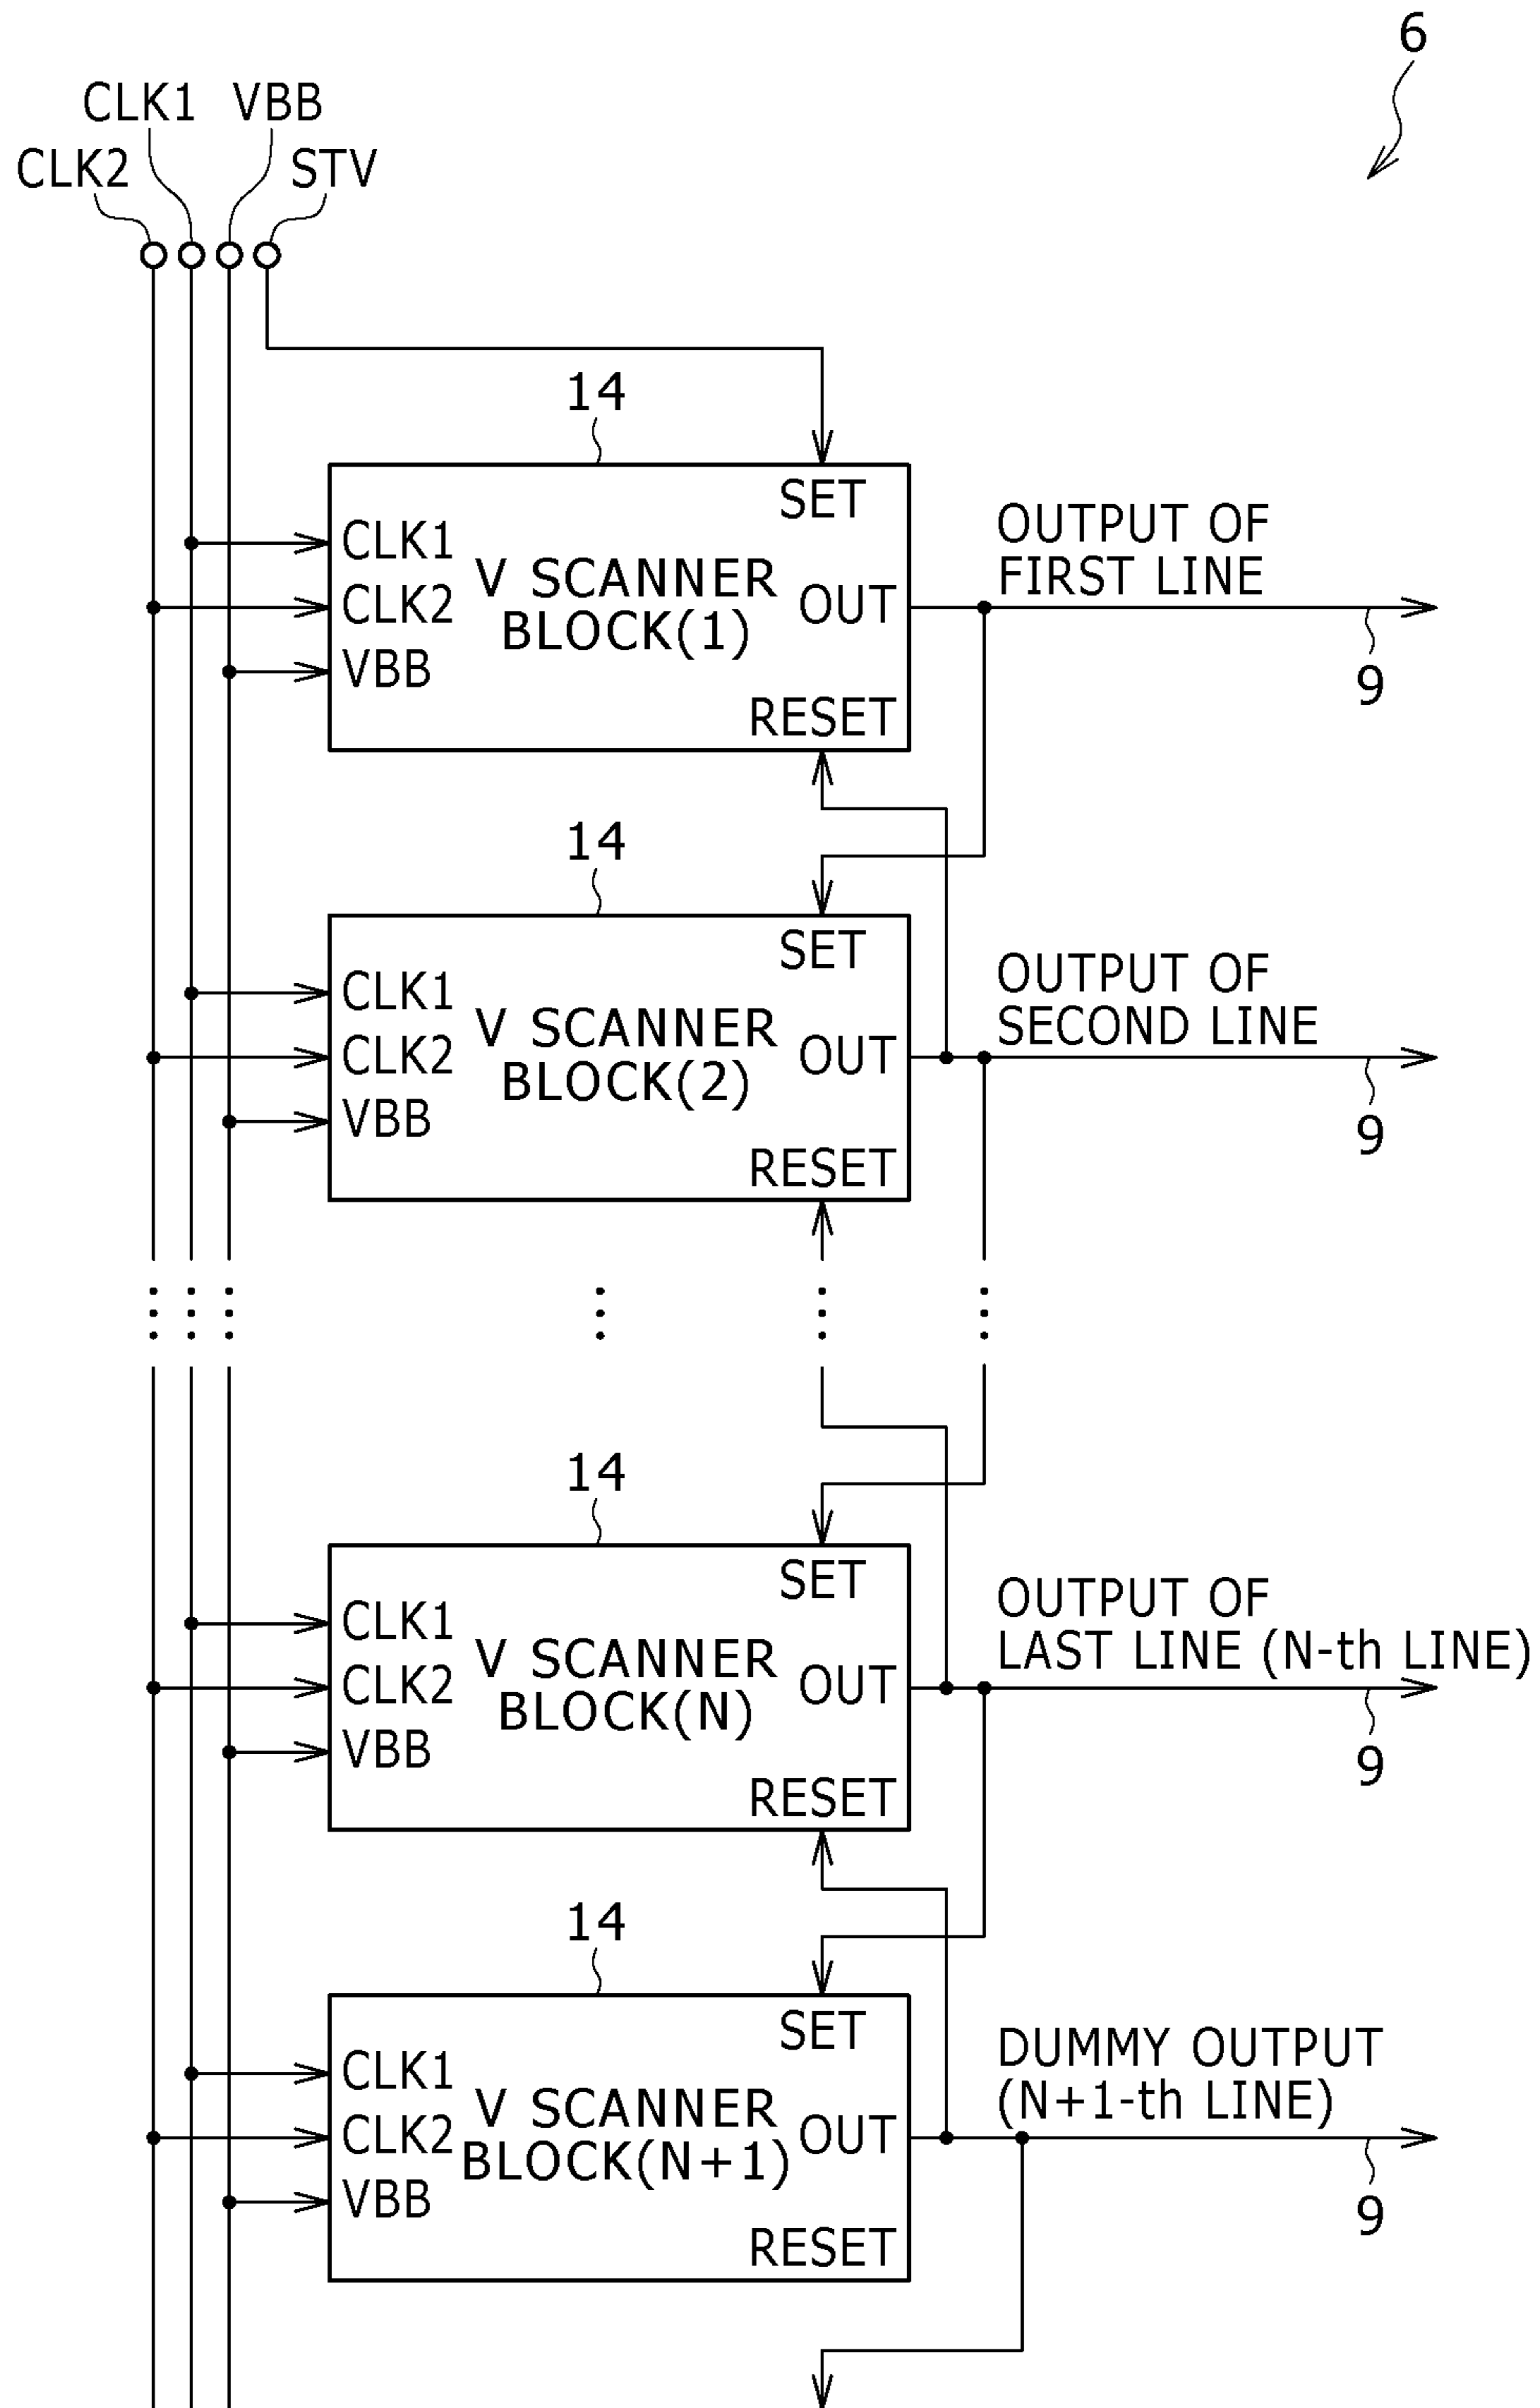 6
CLK1 VBB
CLK2 STV
14
SET
CLK1
CLK2
VBB
V SCANNER
BLOCK(1)
OUT
RESET
OUTPUT OF
FIRST LINE
9
14
SET
CLK1
CLK2
VBB
V SCANNER
BLOCK(2)
OUT
RESET
OUTPUT OF
SECOND LINE
9
14
SET
CLK1
CLK2
VBB
V SCANNER
BLOCK(N)
OUT
RESET
OUTPUT OF
LAST LINE (N-th LINE)
9
14
SET
CLK1
CLK2
VBB
V SCANNER
BLOCK(N+1)
OUT
RESET
DUMMY OUTPUT
(N+1-th LINE)
9